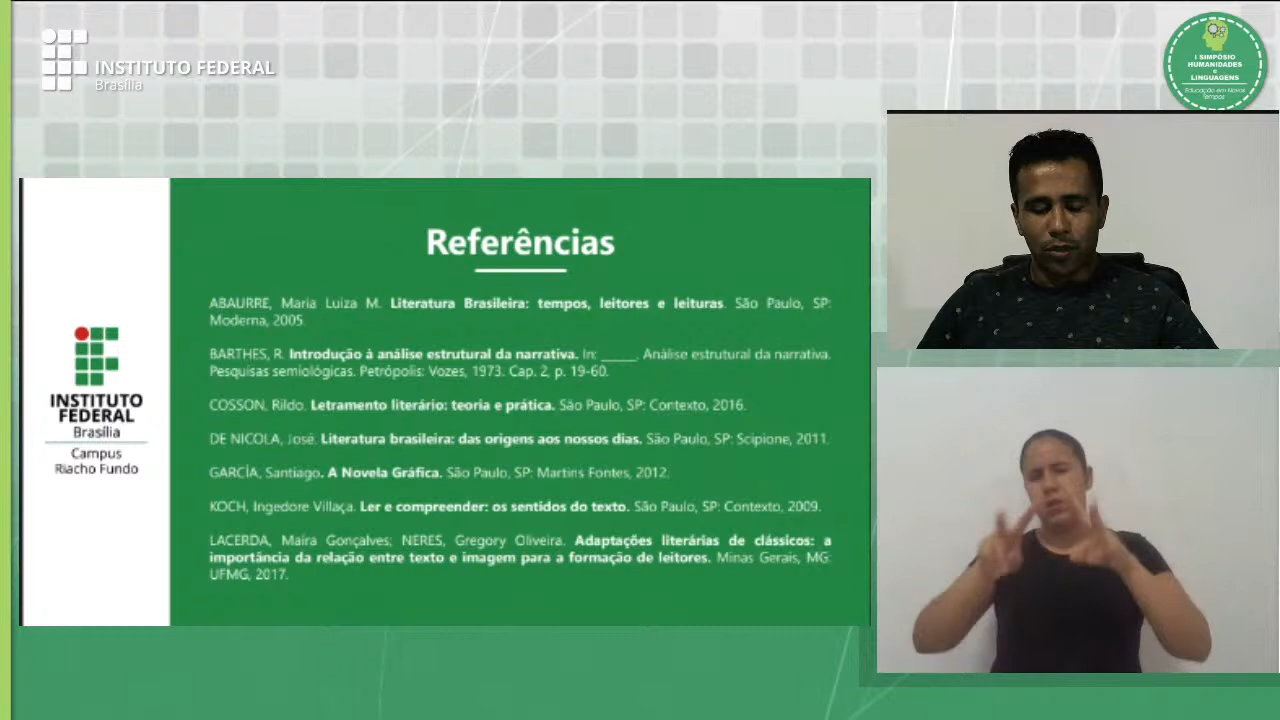 INSTITUTO FEDERAL
Brasília
I SIMPÓSIO
HUMANIDADES
e
LINGUAGENS
Educação em Novos
Tempos
Referências
ABAURRE, Maria Luiza M. Literatura Brasileira: tempos, leitores e leituras. São Paulo, SP:
Moderna, 2005.
BARTHES, R. Introdução à análise estrutural da narrativa. In: _____. Análise estrutural da narrativa.
Pesquisas semiológicas. Petrópolis: Vozes, 1973. Cap. 2, p. 19-60.
COSSON, Rildo. Letramento literário: teoria e prática. São Paulo, SP: Contexto, 2016.
DE NICOLA, José. Literatura brasileira: das origens aos nossos dias. São Paulo, SP: Scipione, 2011.
GARCÍA, Santiago. A Novela Gráfica. São Paulo, SP: Martins Fontes, 2012.
KOCH, Ingedore Villaça. Ler e compreender: os sentidos do texto. São Paulo, SP: Contexto, 2009.
LACERDA, Maíra Gonçalves; NERES, Gregory Oliveira. Adaptações literárias de clássicos: a
importância da relação entre texto e imagem para a formação de leitores. Minas Gerais, MG:
UFMG, 2017.
INSTITUTO
FEDERAL
Brasília
Campus
Riacho Fundo